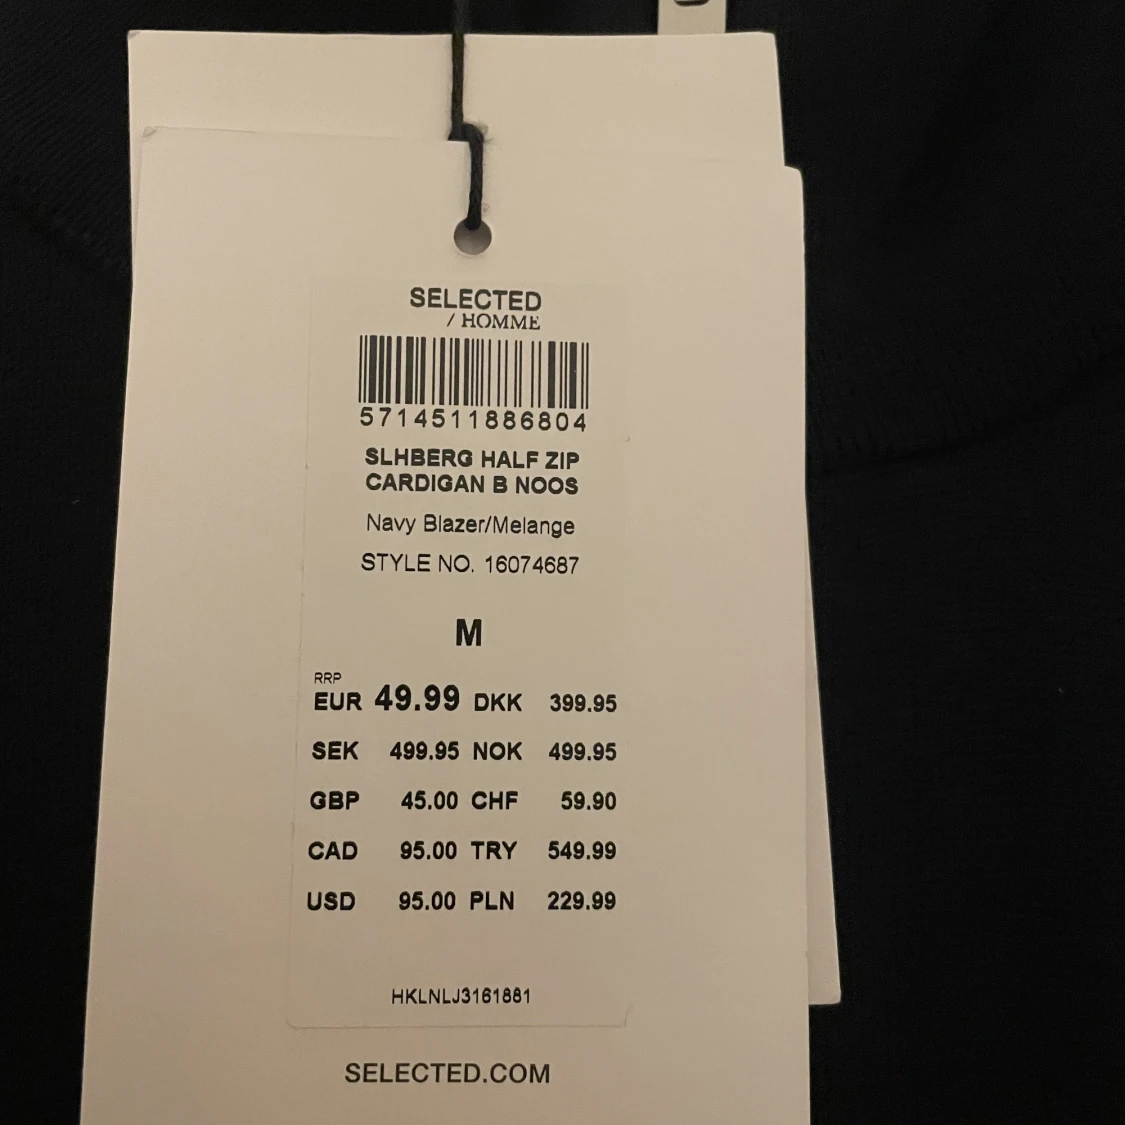 SELECTED
/ HOMME
5714511886804
SLHBERG HALF ZIP
CARDIGAN B NOOS
Navy Blazer/Melange
STYLE NO. 16074687
M
RRP
EUR 49.99 DKK 399.95
SEK 499.95 NOK 499.95
GBP 45.00 CHF 59.90
CAD 95.00 TRY 549.99
USD 95.00 PLN 229.99
HKLNLJ3161881
SELECTED.COM